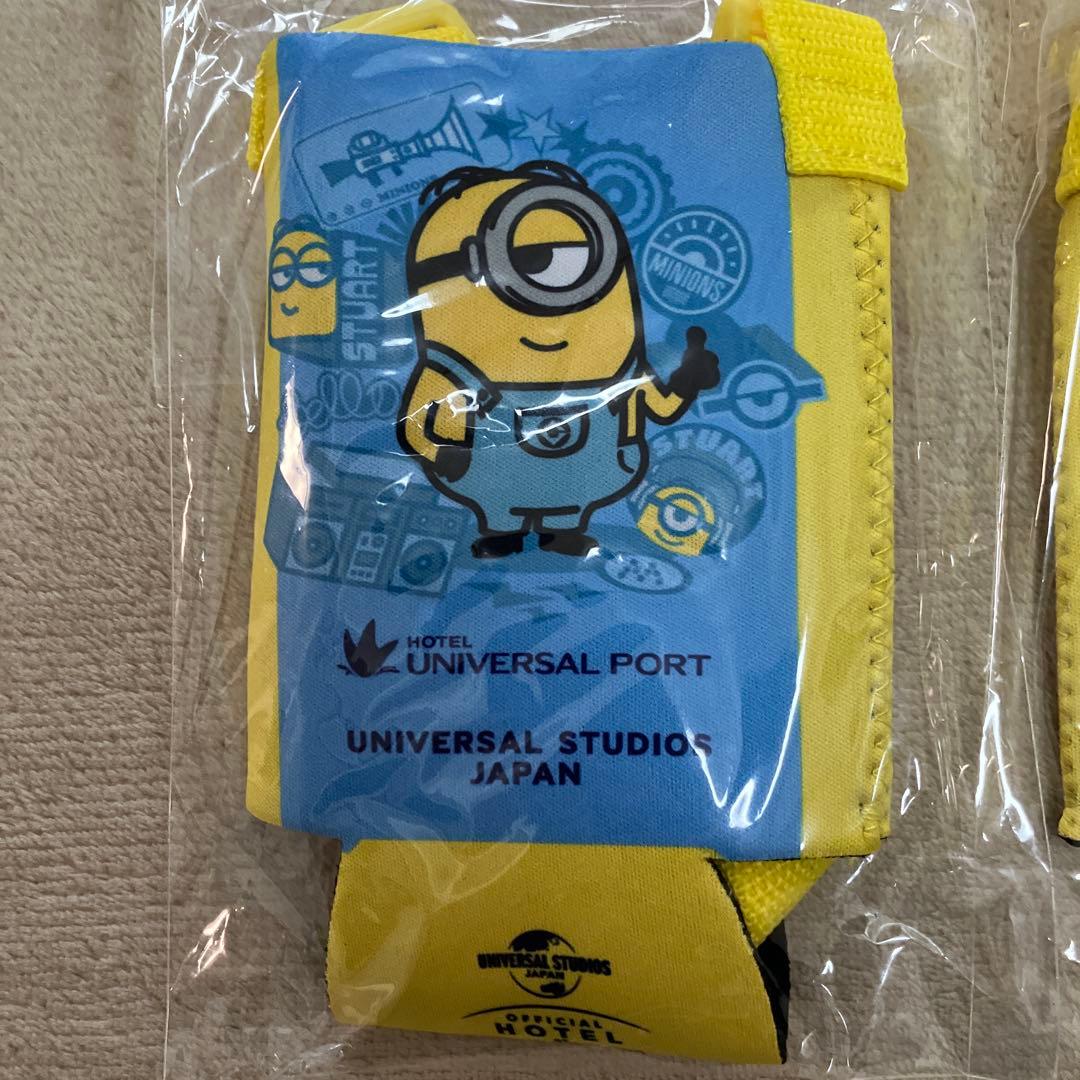 MINIONS
STUART
MINIONS
Hello
STUART
HOTEL
UNIVERSAL PORT
UNIVERSAL STUDIOS
JAPAN
UNIVERSAL STUDIOS
JAPAN
OFFICIAL
HOTEL